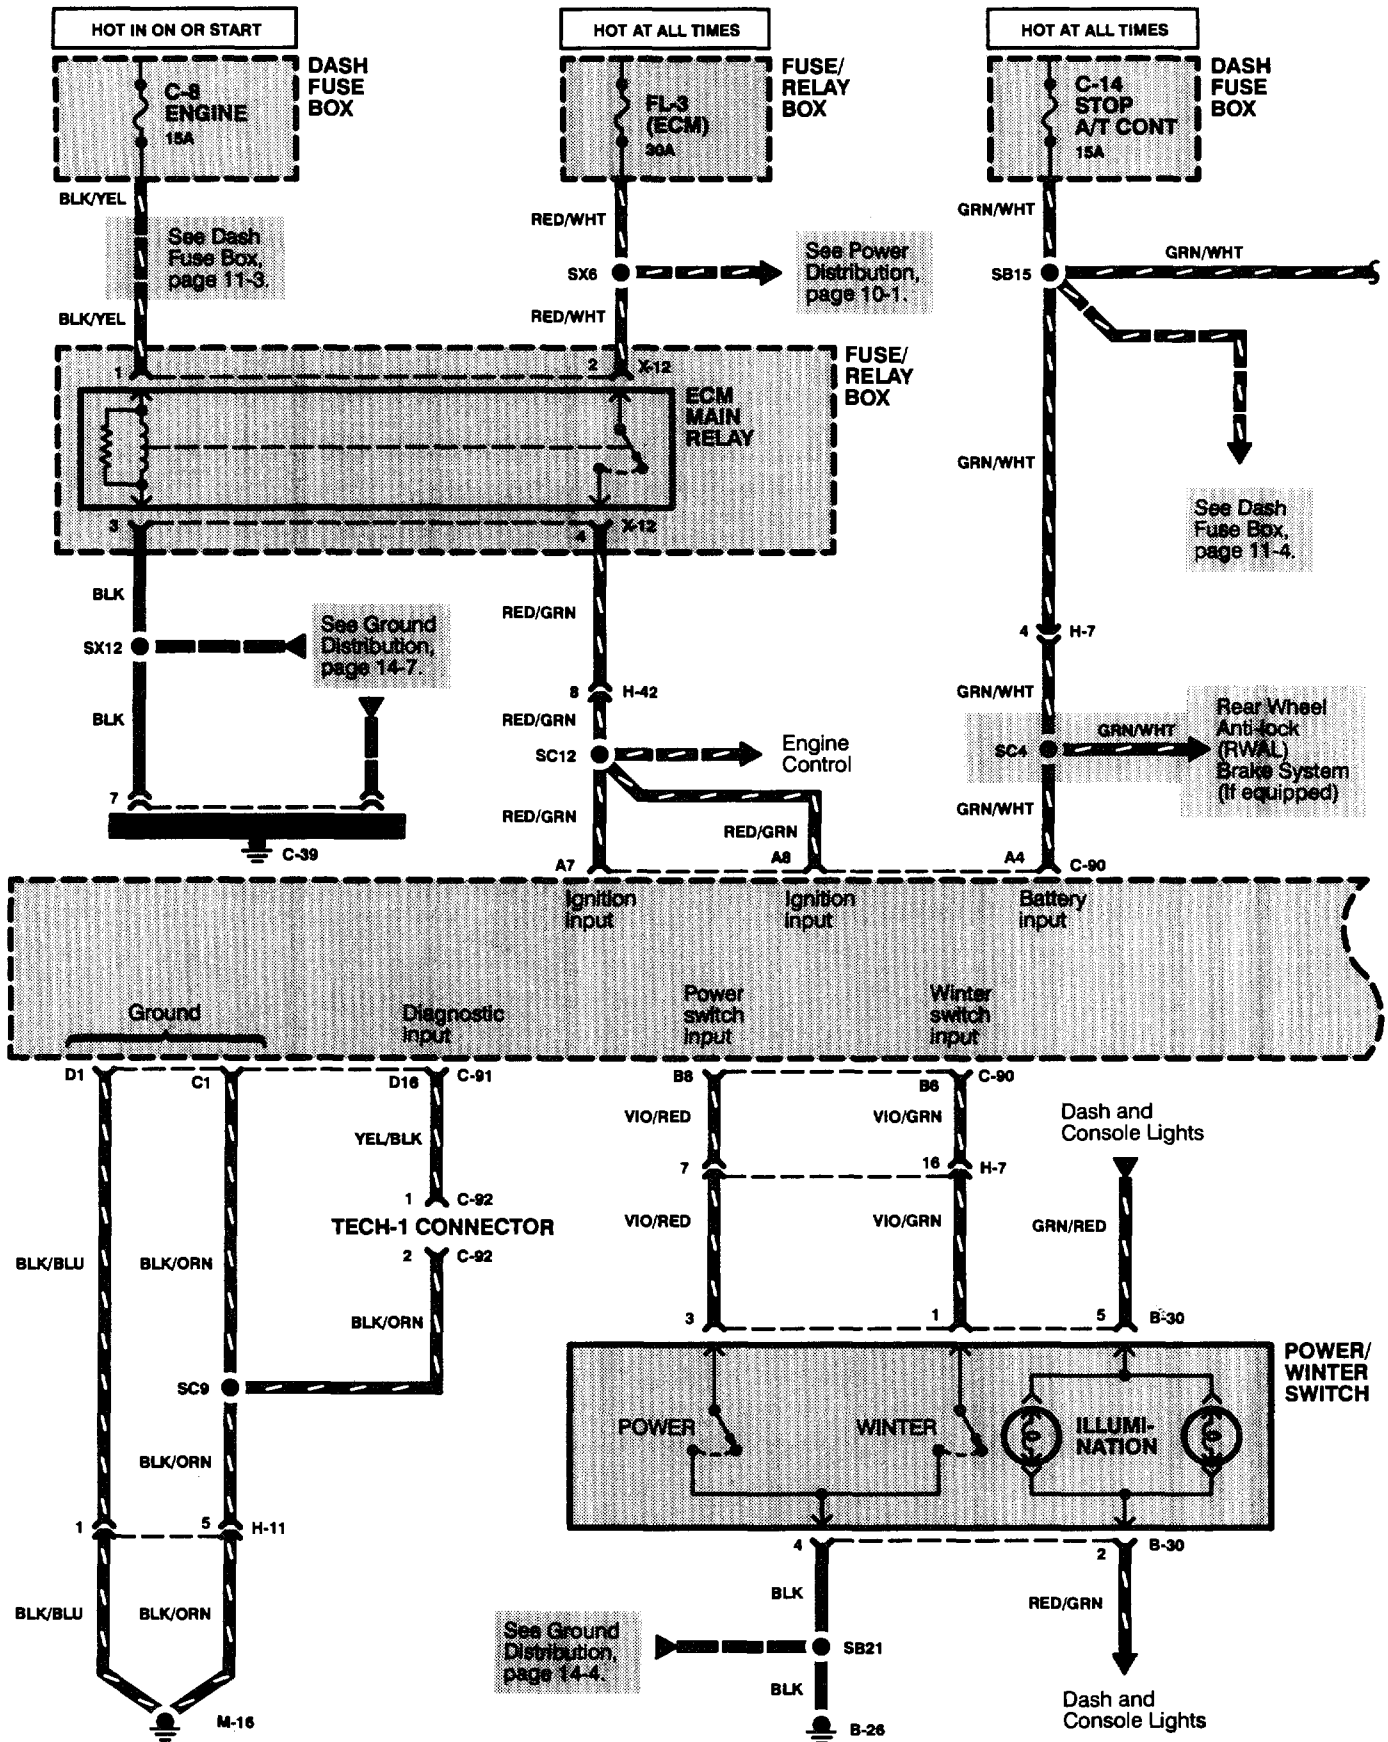 HOT IN ON OR START
HOT AT ALL TIMES
HOT AT ALL TIMES
C-8
ENGINE
15A
DASH
FUSE
BOX
FL-3
(ECM)
30A
FUSE/
RELAY
BOX
C-14
STOP
A/T CONT
15A
DASH
FUSE
BOX
BLK/YEL
See Dash
Fuse Box,
page 11-3.
BLK/YEL
RED/WHT
SX6
See Power
Distribution,
page 10-1.
RED/WHT
GRN/WHT
SB15
GRN/WHT
1
2
X-12
FUSE/
RELAY
BOX
ECM
MAIN
RELAY
GRN/WHT
See Dash
Fuse Box,
page 11-4.
3
4
X-12
BLK
SX12
See Ground
Distribution,
page 14-7.
BLK
7
C-39
RED/GRN
8
H-42
RED/GRN
SC12
Engine
Control
RED/GRN
RED/GRN
4
H-7
GRN/WHT
SC4
GRN/WHT
Rear Wheel
Anti-lock
(RWAL)
Brake System
(If equipped)
GRN/WHT
A7
A8
A4
C-90
Ignition
input
Ignition
input
Battery
input
Ground
Diagnostic
input
Power
switch
input
Winter
switch
input
D1
C1
D16
C-91
B8
B6
C-90
YEL/BLK
1
C-92
TECH-1 CONNECTOR
2
C-92
BLK/BLU
BLK/ORN
BLK/ORN
SC9
BLK/ORN
1
5
H-11
BLK/BLU
BLK/ORN
M-16
VIO/RED
VIO/GRN
Dash and
Console Lights
7
16
H-7
VIO/RED
VIO/GRN
GRN/RED
3
1
5
B-30
POWER/
WINTER
SWITCH
POWER
WINTER
ILLUMI-
NATION
4
2
B-30
BLK
RED/GRN
See Ground
Distribution,
page 14-4.
SB21
BLK
B-26
Dash and
Console Lights